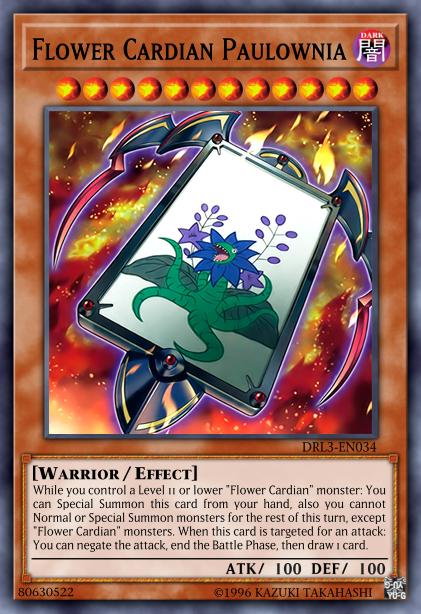 FLOWER CARDIAN PAULOWNIA
DARK
闇
DRL3-EN034
[WARRIOR / EFFECT]
While you control a Level 11 or lower "Flower Cardian" monster: You
can Special Summon this card from your hand, also you cannot
Normal or Special Summon monsters for the rest of this turn, except
"Flower Cardian" monsters. When this card is targeted for an attack:
You can negate the attack, end the Battle Phase, then draw 1 card.
ATK/ 100 DEF/ 100
80630522
©1996 KAZUKI TAKAHASHI